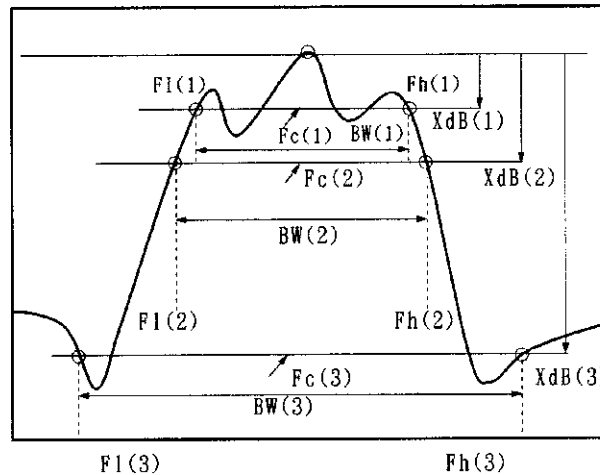 Fl(1)
Fh(1)
Fc(1)
BW(1)
XdB(1)
Fc(2)
XdB(2)
BW(2)
Fl(2)
Fh(2)
Fc(3)
XdB(3
BW(3)
Fl(3)
Fh(3)